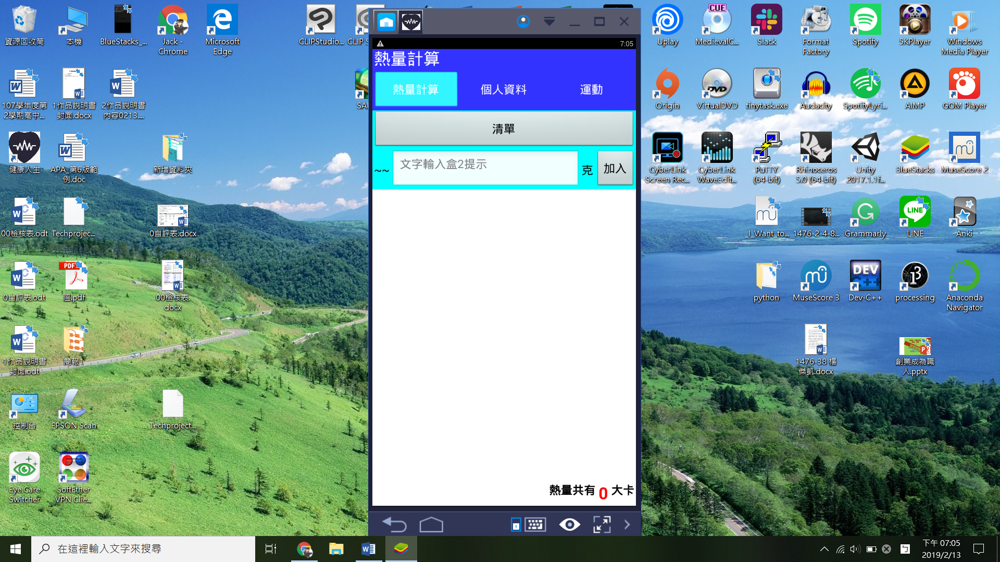 資源回收筒
本機
BlueStacks_...
Jack -
Chrome
Microsoft
Edge
CLIPStudio...
CLIP S
Uplay
MedievalC...
Slack
Format
Factory
Spotify
5KPlayer
Windows
Media Player
107學年度第
2學期高中...
1作品說明書
封面.docx
2作品說明書
內容0213....
SAI
Origin
VirtualDVD
tinytask.exe
Audacity
SpotifyLyri...
AIMP
GOM Player
健康人生
APA_第6版範
例.doc
新增資料夾
CyberLink
Screen Rec...
CyberLink
WaveEdit...
PuTTY
(64-bit)
Rhinoceros
5.0 (64-bit)
Unity
2017.1.1f...
BlueStacks
MuseScore 2
00檢核表.odt
Techprojec...
0自評表.docx
_I_Want_to...
1476-2-4-8...
Grammarly
LINE
Anki
0自評表.odt
溫.pdf
00檢核表.
docx
python
MuseScore 3
Dev-C++
processing
Anaconda
Navigator
1作品說明書
封面.odt
簡報1
1476-38 楊
傑凱.docx
創業成為職
人.pptx
控制台
EPSON Scan
Techproject...
Eye Care
Switcher
SoftEther
VPN Clie...
7:05
熱量計算
熱量計算
個人資料
運動
清單
~~
文字輸入盒2提示
克
加入
熱量共有 0 大卡
在這裡輸入文字來搜尋
下午 07:05
2019/2/13